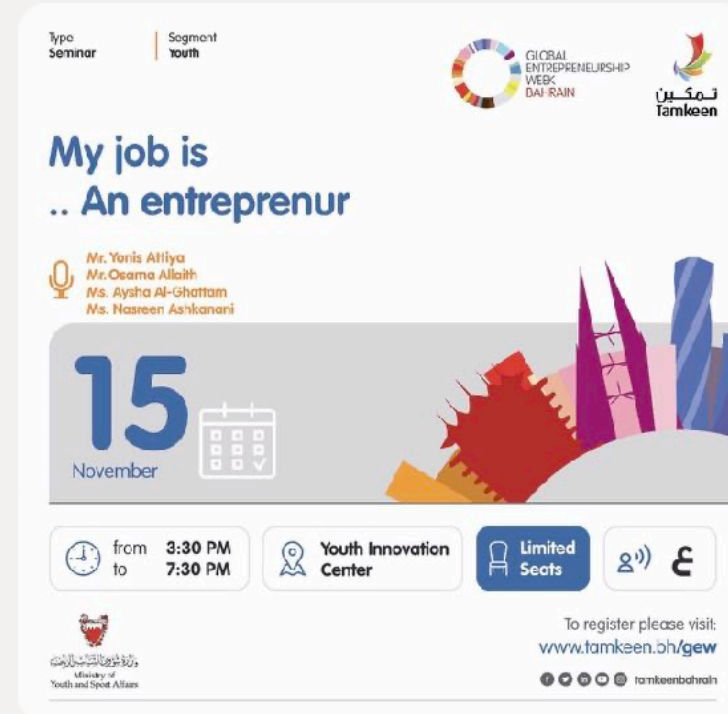 Type
Seminar
Segment
Youth
GLOBAL
ENTREPRENEURSHIP
WEEK
BAHRAIN
تمكين
Tamkeen
My job is
.. An entreprenur
Mr. Yonis Attiya
Mr. Osama Allaith
Ms. Aysha Al-Ghattam
Ms. Nasreen Ashkanani
15
November
from 3:30 PM
to 7:30 PM
Youth Innovation
Center
Limited
Seats
ع
To register please visit:
www.tamkeen.bh/gew
tamkeenbahrain
Ministry of
Youth and Sport Affairs